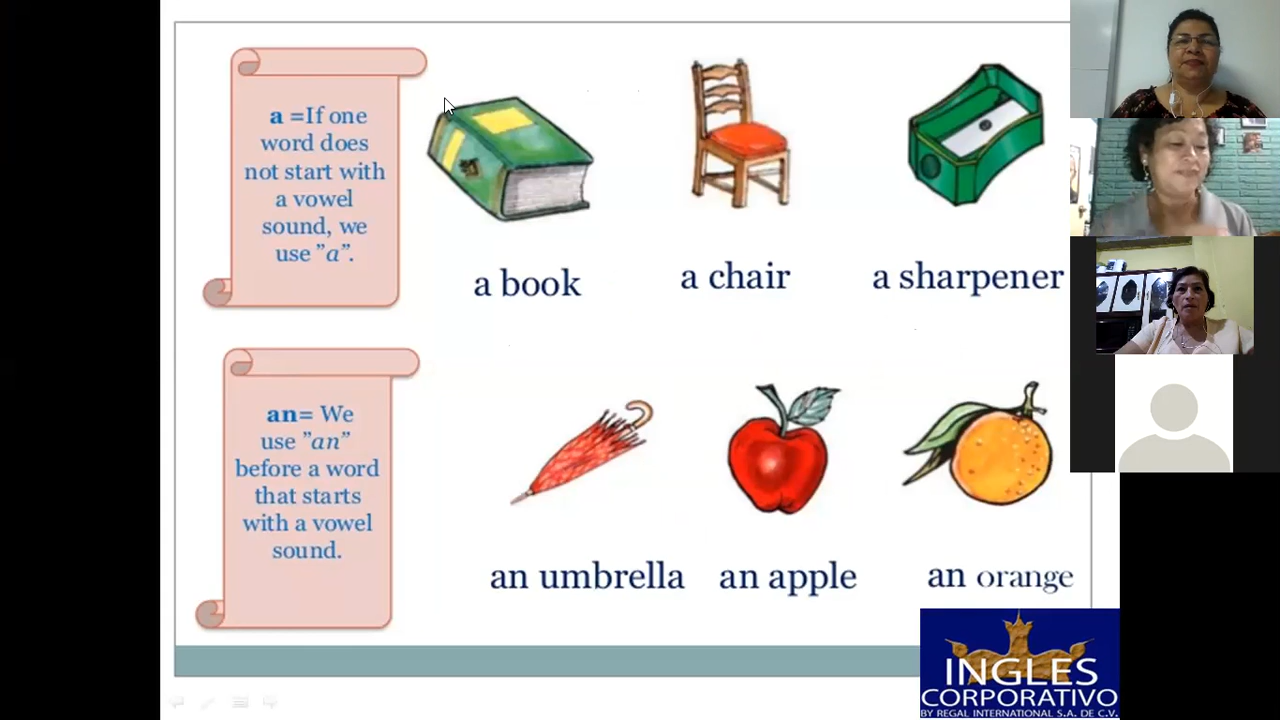 a =If one
word does
not start with
a vowel
sound, we
use ”a”.
a book
a chair
a sharpener
an= We
use ”an”
before a word
that starts
with a vowel
sound.
an umbrella
an apple
an orange
INGLES
CORPORATIVO
BY REGAL INTERNATIONAL S.A. DE C.V.